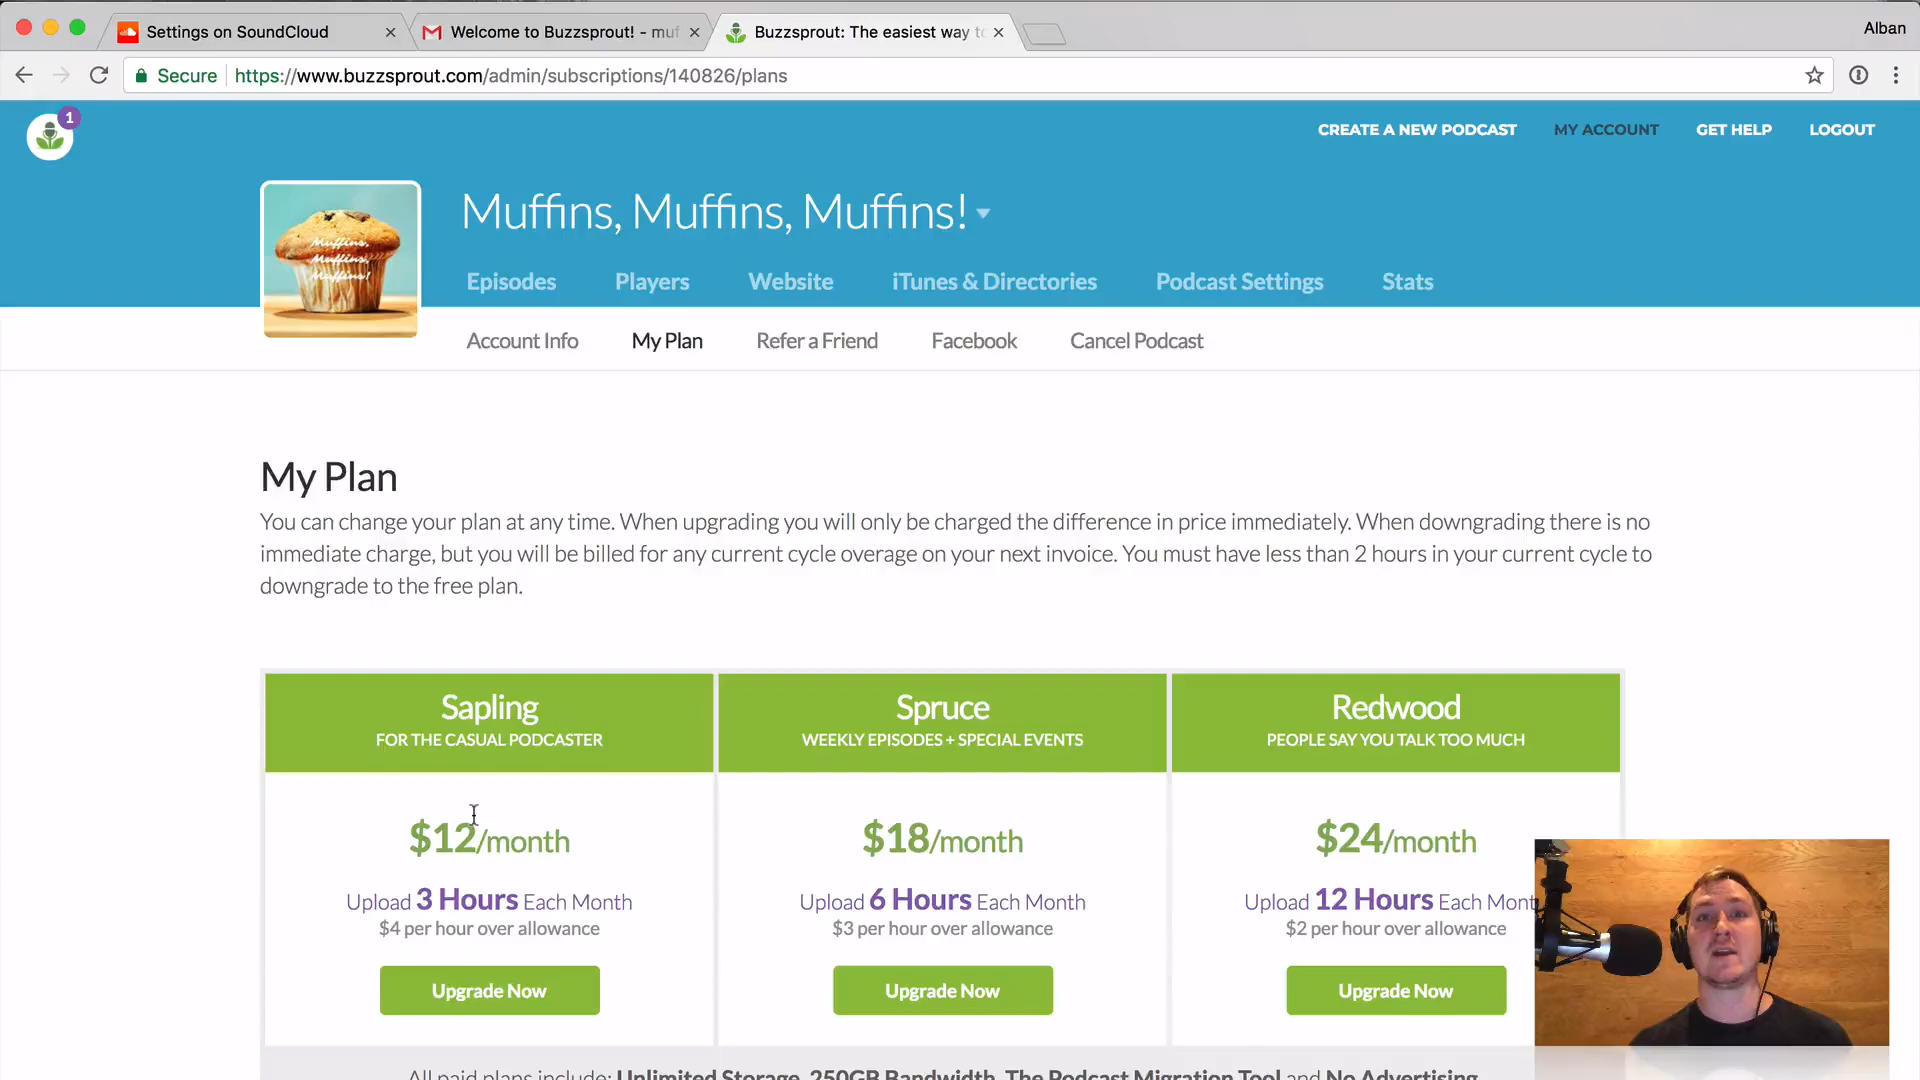 Settings on SoundCloud
Welcome to Buzzsprout! - muf
Buzzsprout: The easiest way to
Alban
Secure
https://www.buzzsprout.com/admin/subscriptions/140826/plans
1
CREATE A NEW PODCAST
MY ACCOUNT
GET HELP
LOGOUT
Muffins,
Muffins,
Muffins!
Muffins, Muffins, Muffins!
Episodes
Players
Website
iTunes & Directories
Podcast Settings
Stats
Account Info
My Plan
Refer a Friend
Facebook
Cancel Podcast
My Plan
You can change your plan at any time. When upgrading you will only be charged the difference in price immediately. When downgrading there is no
immediate charge, but you will be billed for any current cycle overage on your next invoice. You must have less than 2 hours in your current cycle to
downgrade to the free plan.
Sapling
FOR THE CASUAL PODCASTER
$12/month
Upload 3 Hours Each Month
$4 per hour over allowance
Upgrade Now
Spruce
WEEKLY EPISODES + SPECIAL EVENTS
$18/month
Upload 6 Hours Each Month
$3 per hour over allowance
Upgrade Now
Redwood
PEOPLE SAY YOU TALK TOO MUCH
$24/month
Upload 12 Hours Each Mont
$2 per hour over allowance
Upgrade Now
All paid plans include: Unlimited Storage, 250GB Bandwidth, The Podcast Migration Tool and No Advertising